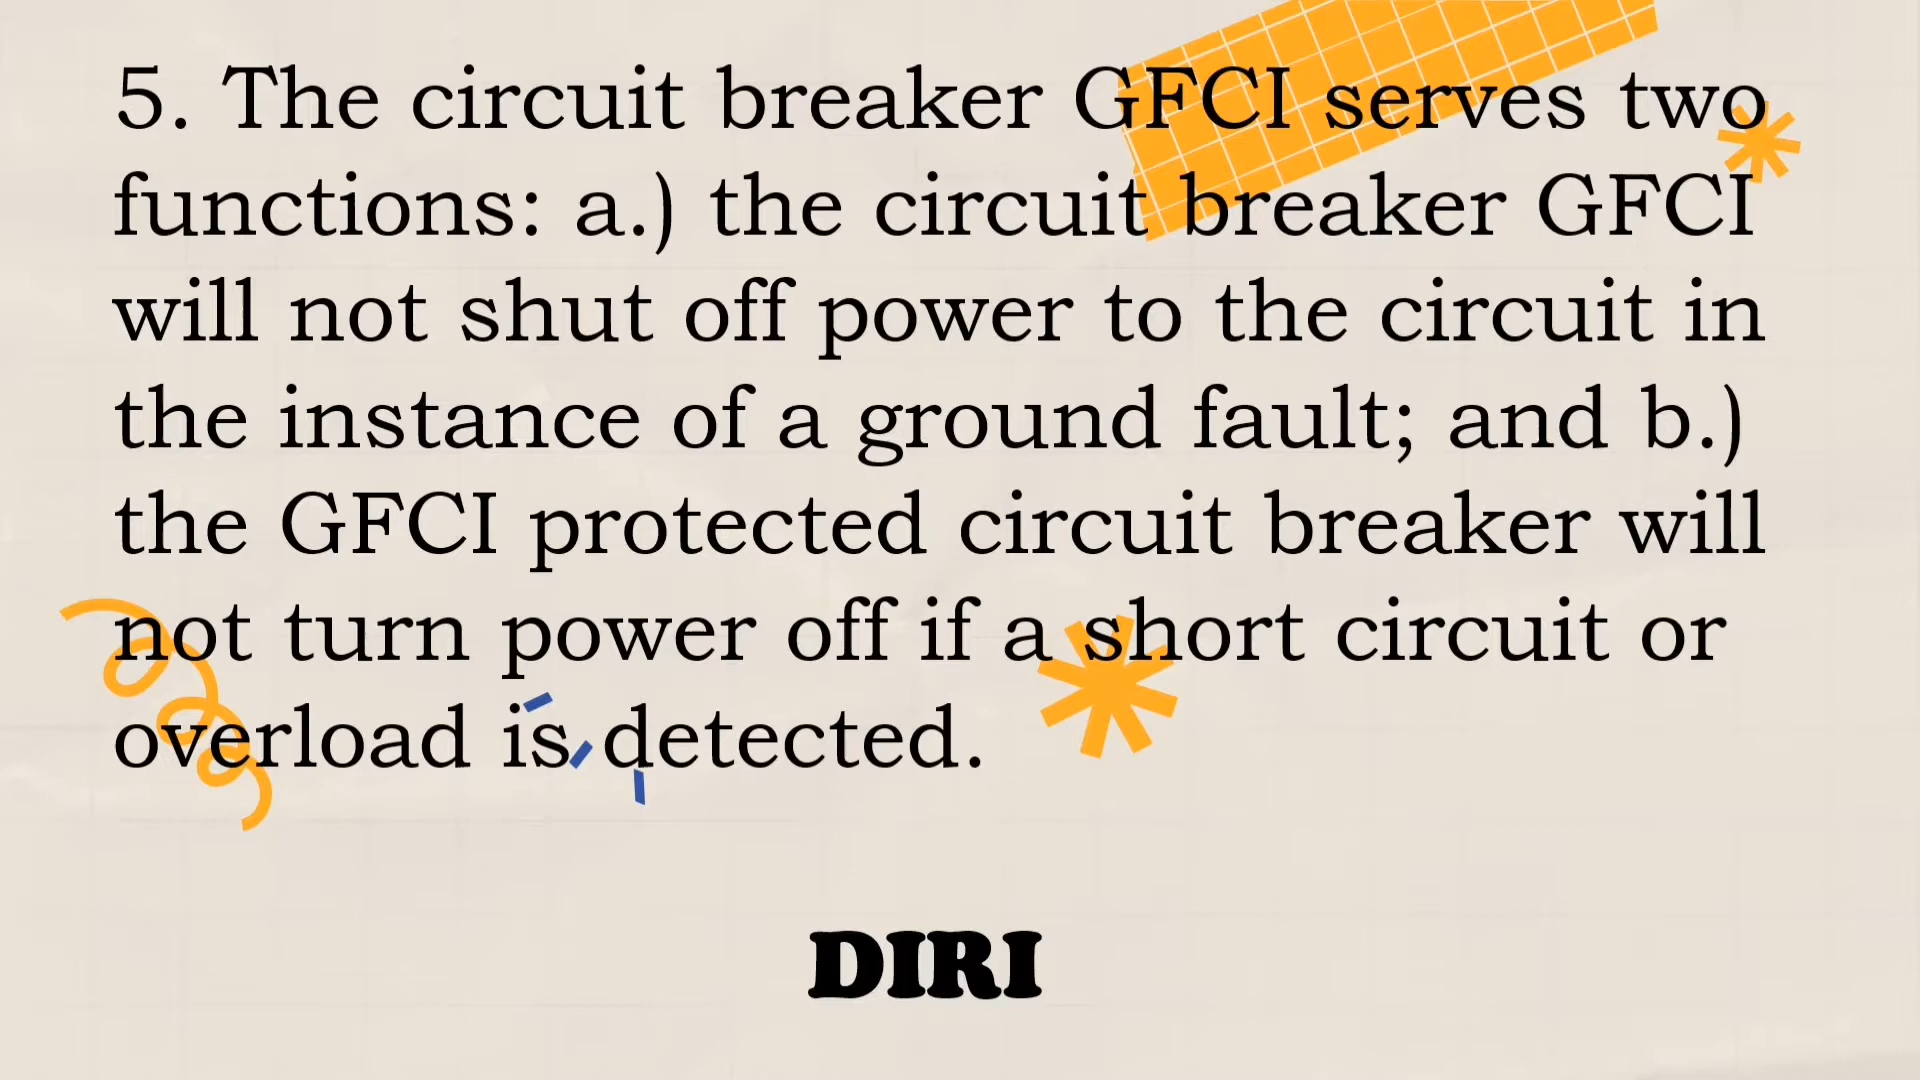 5. The circuit breaker GFCI serves two
functions: a.) the circuit breaker GFCI
will not shut off power to the circuit in
the instance of a ground fault; and b.)
the GFCI protected circuit breaker will
not turn power off if a short circuit or
overload is detected.
DIRI